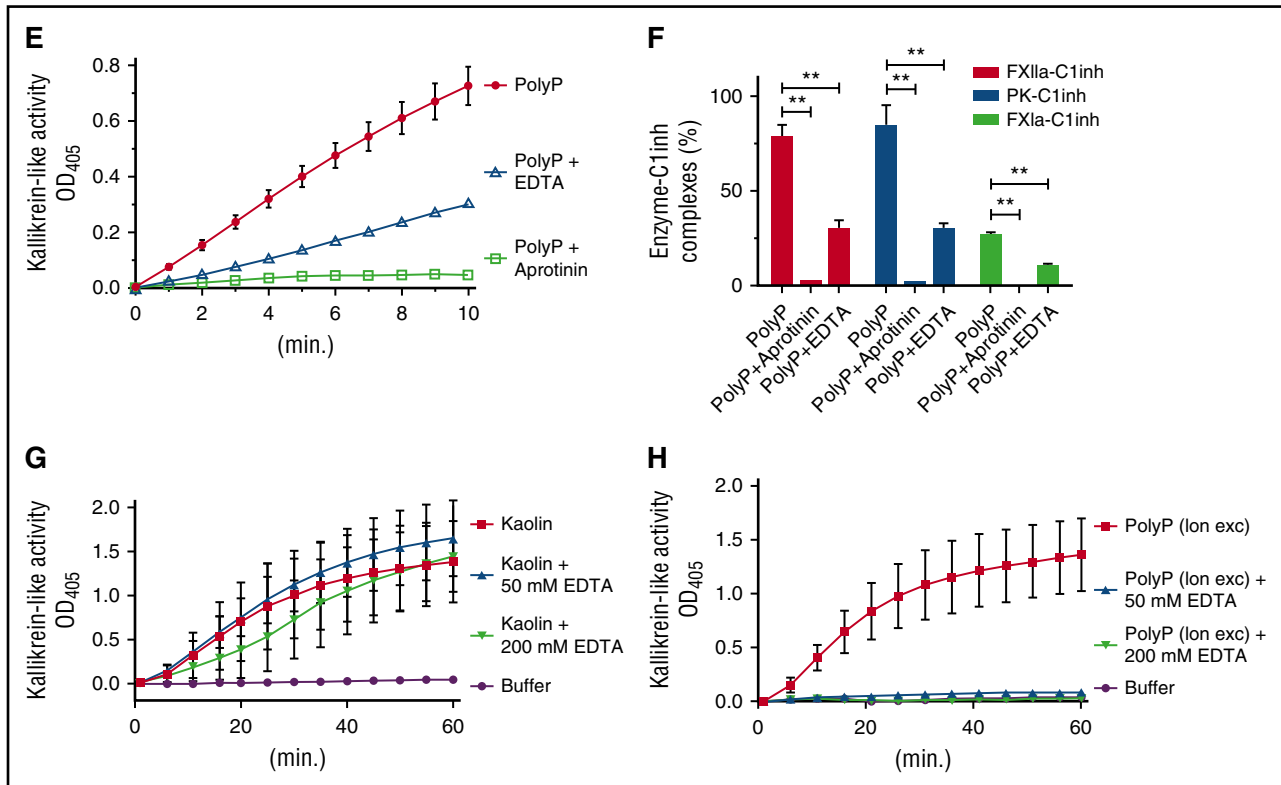 E
Kallikrein-like activity
OD405
0.8
0.6
0.4
0.2
0.0
0 2 4 6 8 10
(min.)
PolyP
PolyP +
EDTA
PolyP +
Aprotinin
F
Enzyme-C1inh
complexes (%)
100
50
0
** ** ** ** ** **
FXIIa-C1inh
PK-C1inh
FXIa-C1inh
PolyP
PolyP+Aprotinin
PolyP+EDTA
PolyP
PolyP+Aprotinin
PolyP+EDTA
PolyP
PolyP+Aprotinin
PolyP+EDTA
G
Kallikrein-like activity
OD405
2.0
1.5
1.0
0.5
0.0
0 20 40 60
(min.)
Kaolin
Kaolin +
50 mM EDTA
Kaolin +
200 mM EDTA
Buffer
H
Kallikrein-like activity
OD405
2.0
1.5
1.0
0.5
0.0
0 20 40 60
(min.)
PolyP (Ion exc)
PolyP (Ion exc) +
50 mM EDTA
PolyP (Ion exc) +
200 mM EDTA
Buffer